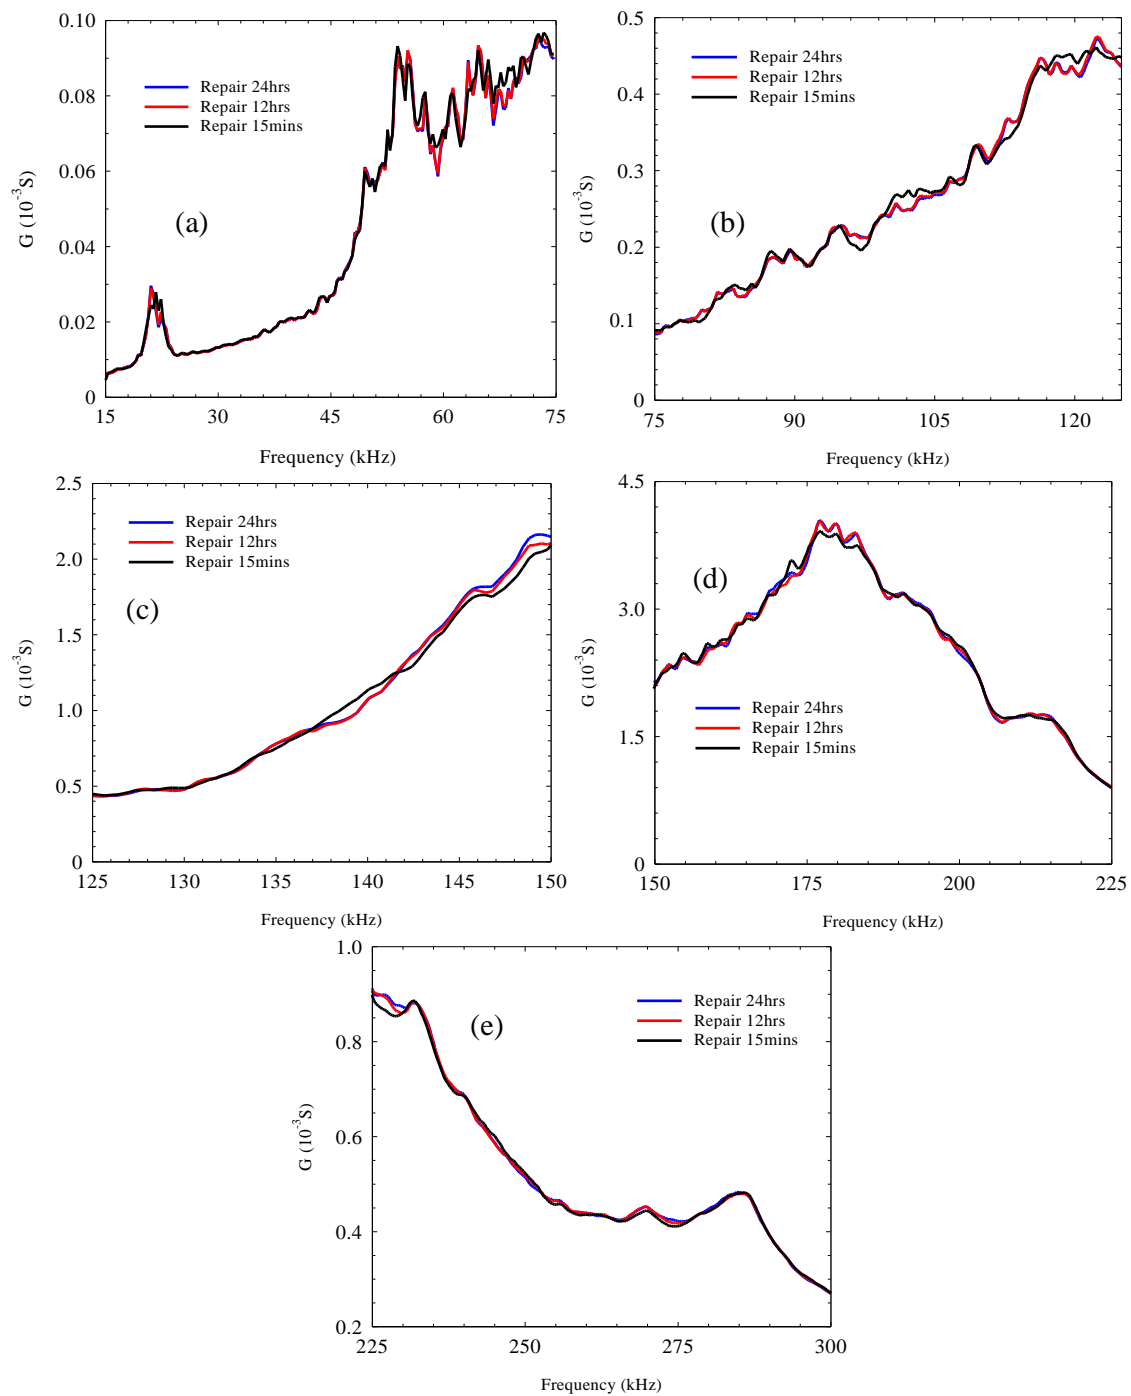 0.10
0.08
0.06
0.04
0.02
0
G (10⁻³S)
Repair 24hrs
Repair 12hrs
Repair 15mins
(a)
15 30 45 60 75
Frequency (kHz)
0.5
0.4
0.3
0.2
0.1
0
G (10⁻³S)
Repair 24hrs
Repair 12hrs
Repair 15mins
(b)
75 90 105 120
Frequency (kHz)
2.5
2.0
1.5
1.0
0.5
0
G (10⁻³S)
Repair 24hrs
Repair 12hrs
Repair 15mins
(c)
125 130 135 140 145 150
Frequency (kHz)
4.5
3.0
1.5
0
G (10⁻³S)
(d)
Repair 24hrs
Repair 12hrs
Repair 15mins
150 175 200 225
Frequency (kHz)
1.0
0.8
0.6
0.4
0.2
G (10⁻³S)
Repair 24hrs
Repair 12hrs
Repair 15mins
(e)
225 250 275 300
Frequency (kHz)